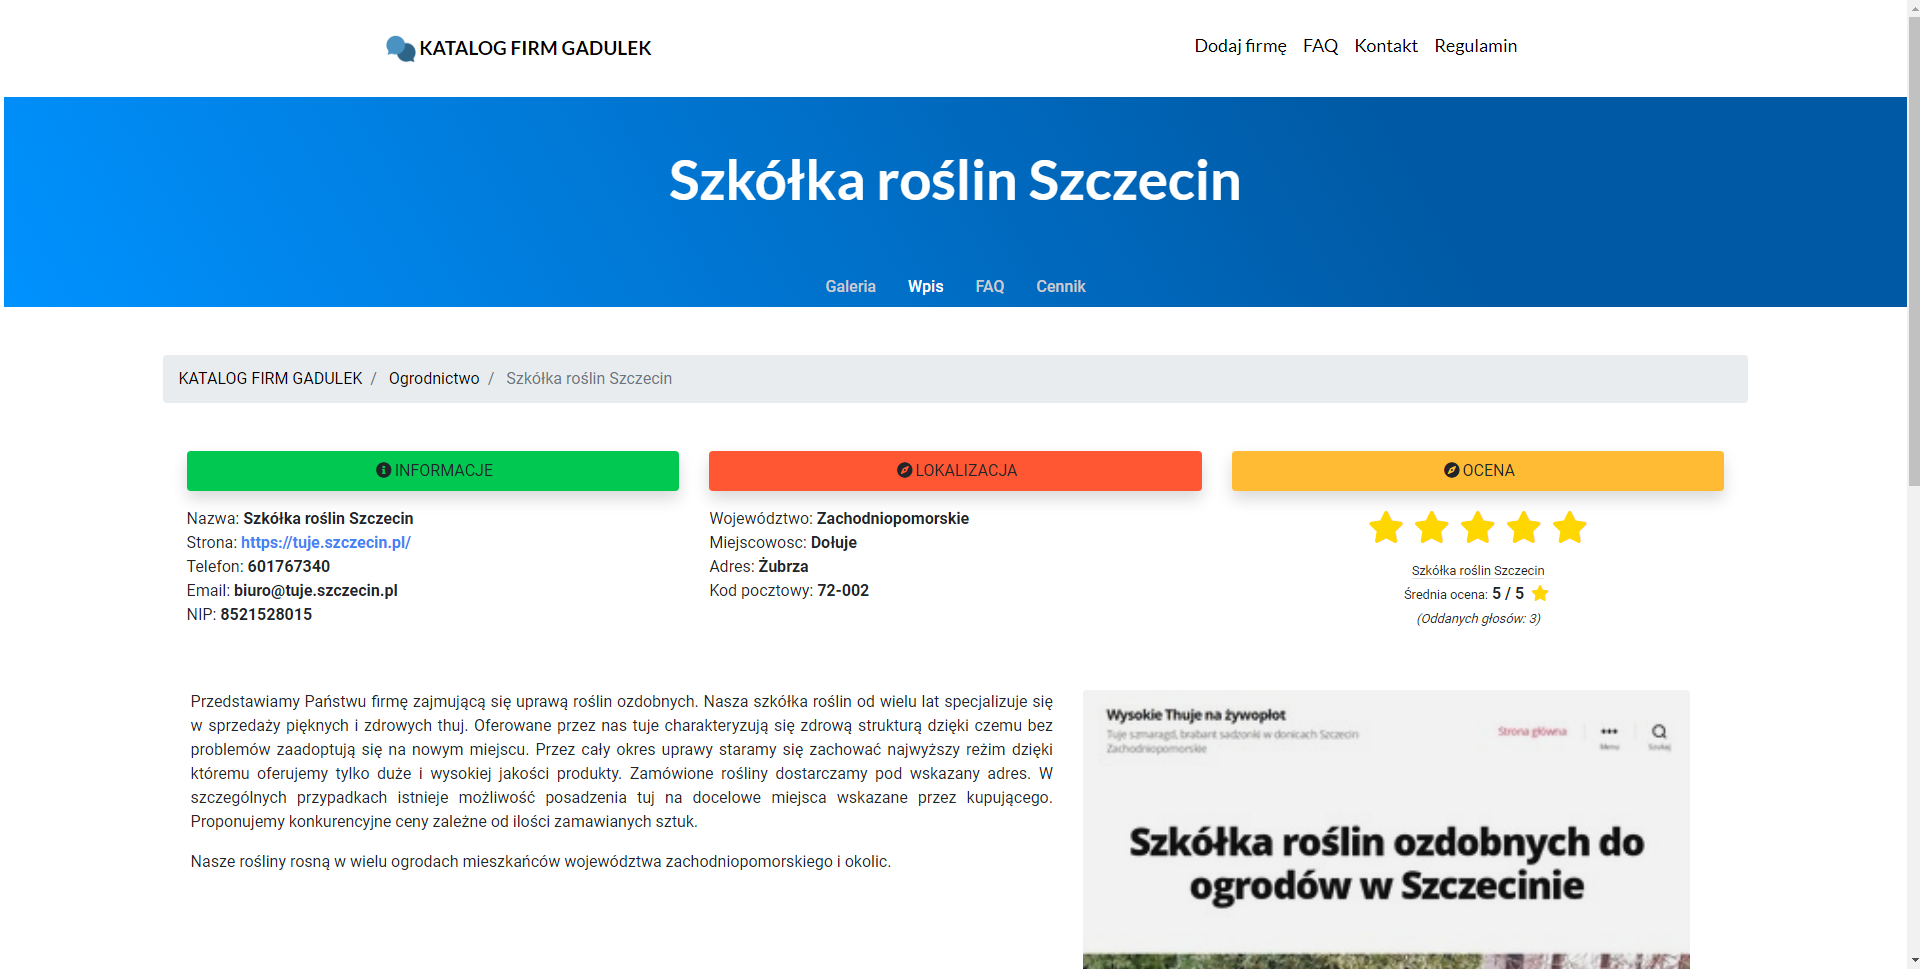 KATALOG FIRM GADULEK
Dodaj firmę FAQ Kontakt Regulamin
Szkółka roślin Szczecin
Galeria Wpis FAQ Cennik
KATALOG FIRM GADULEK / Ogrodnictwo / Szkółka roślin Szczecin
INFORMACJE
Nazwa: Szkółka roślin Szczecin
Strona: https://tuje.szczecin.pl/
Telefon: 601767340
Email: biuro@tuje.szczecin.pl
NIP: 8521528015
LOKALIZACJA
Województwo: Zachodniopomorskie
Miejscowosc: Dołuje
Adres: Żubrza
Kod pocztowy: 72-002
OCENA
Szkółka roślin Szczecin
Średnia ocena: 5 / 5
(Oddanych głosów: 3)
Przedstawiamy Państwu firmę zajmującą się uprawą roślin ozdobnych. Nasza szkółka roślin od wielu lat specjalizuje się
w sprzedaży pięknych i zdrowych thuj. Oferowane przez nas tuje charakteryzują się zdrową strukturą dzięki czemu bez
problemów zaadoptują się na nowym miejscu. Przez cały okres uprawy staramy się zachować najwyższy reżim dzięki
któremu oferujemy tylko duże i wysokiej jakości produkty. Zamówione rośliny dostarczamy pod wskazany adres. W
szczególnych przypadkach istnieje możliwość posadzenia tuj na docelowe miejsca wskazane przez kupującego.
Proponujemy konkurencyjne ceny zależne od ilości zamawianych sztuk.
Nasze rośliny rosną w wielu ogrodach mieszkańców województwa zachodniopomorskiego i okolic.
Wysokie Thuje na żywopłot
Tuje szmaragd, brabant sadzonki w donicach Szczecin
Zachodniopomorskie
Strona główna
Menu
Szukaj
Szkółka roślin ozdobnych do
ogrodów w Szczecinie